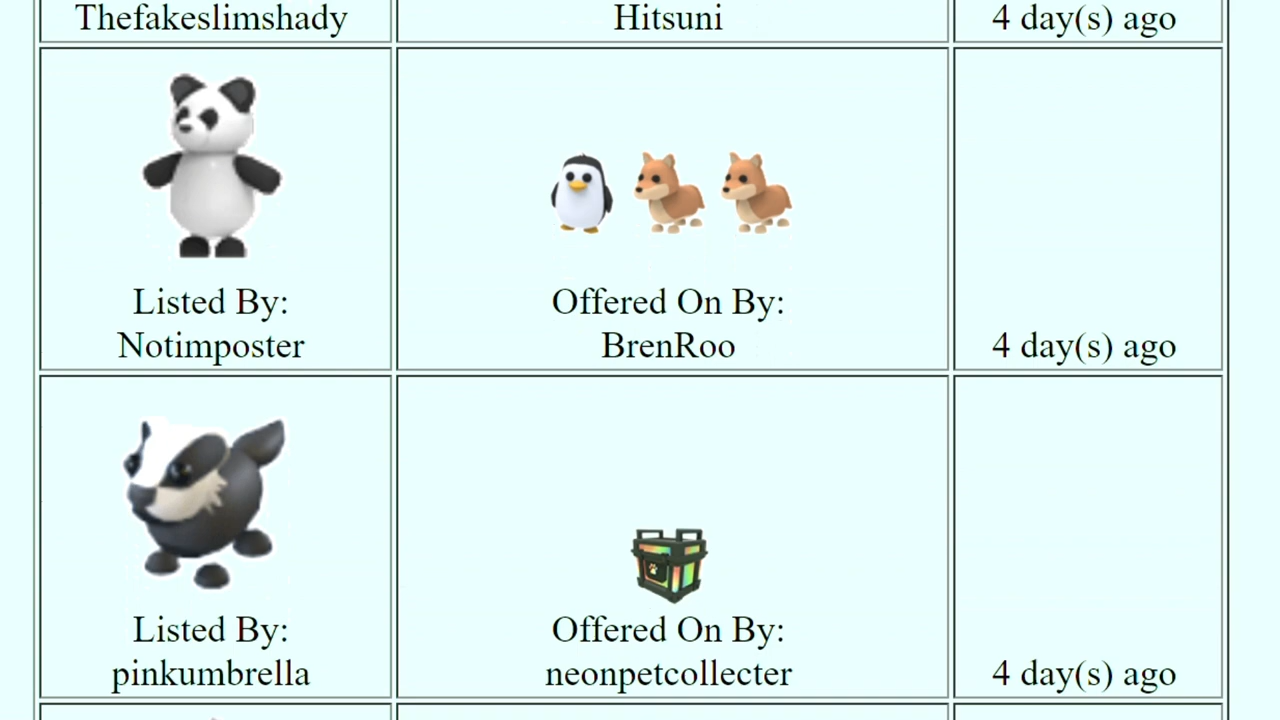 Thefakeslimshady
Hitsuni
4 day(s) ago
Listed By:
Notimposter
Offered On By:
BrenRoo
4 day(s) ago
Listed By:
pinkumbrella
Offered On By:
neonpetcollecter
4 day(s) ago